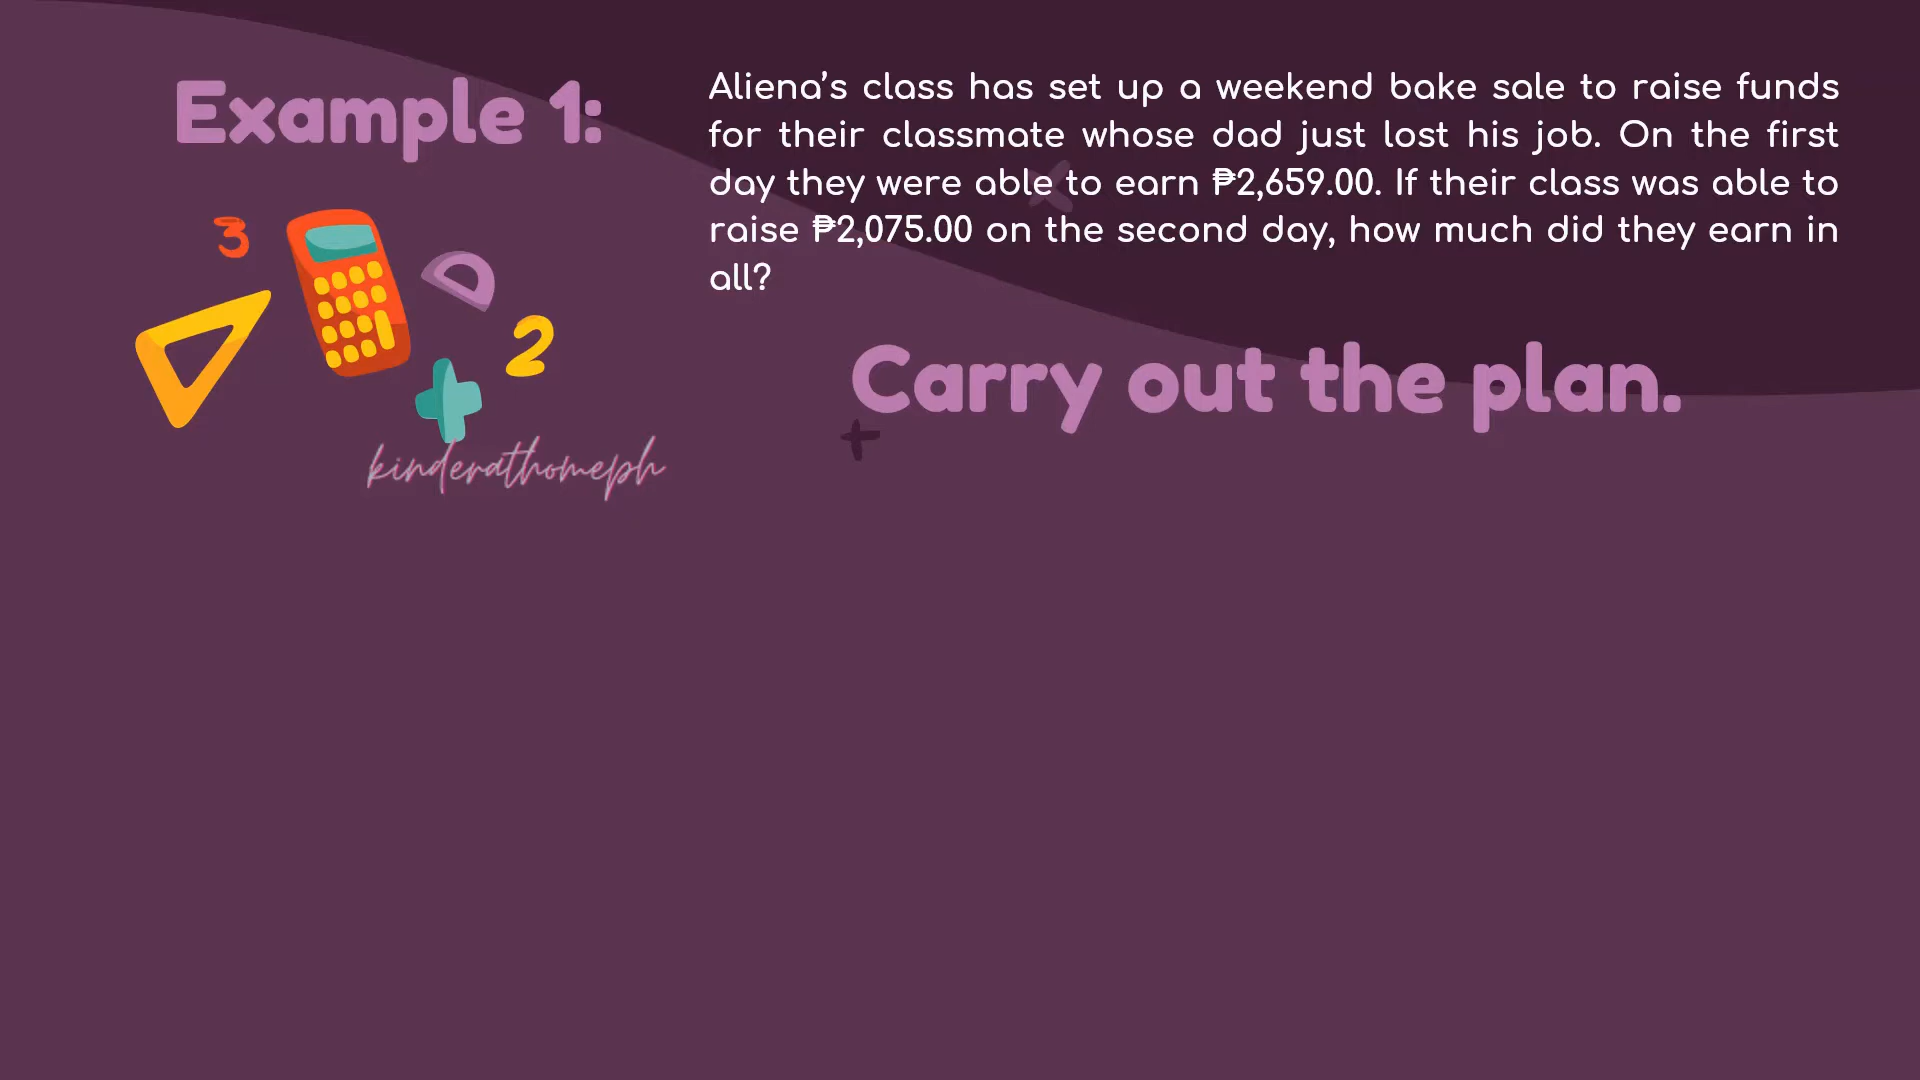 Example 1:
Aliena’s class has set up a weekend bake sale to raise funds
for their classmate whose dad just lost his job. On the first
day they were able to earn ₱2,659.00. If their class was able to
raise ₱2,075.00 on the second day, how much did they earn in
all?
3
2
Carry out the plan.
kinderathomeph